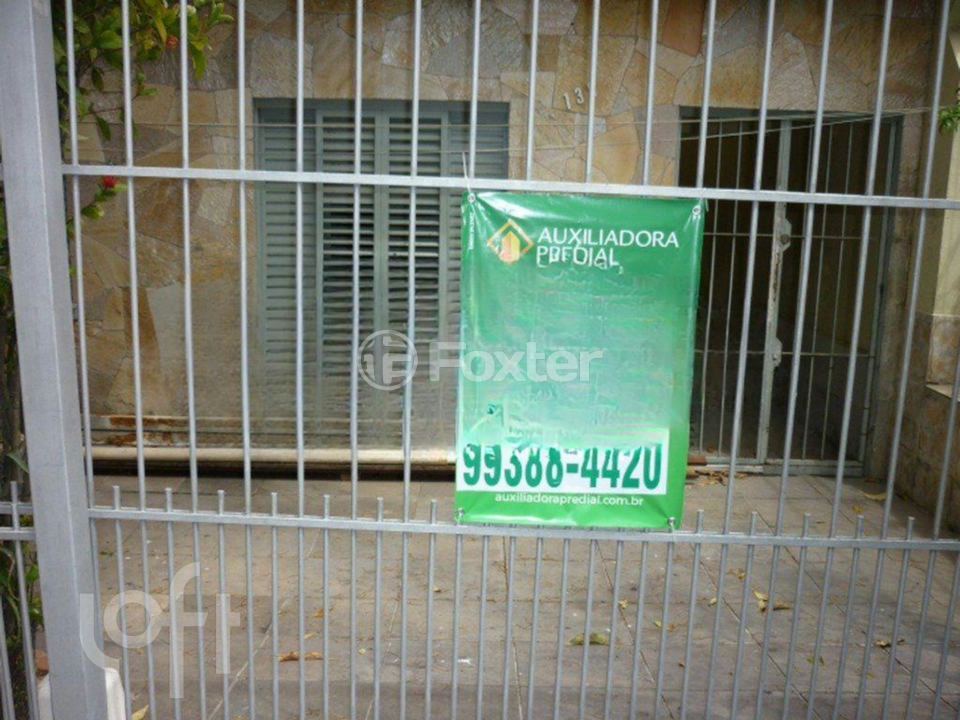 13
AUXILIADORA
PREDIAL
Foxter
99388-4420
auxiliadorapredial.com.br
loft